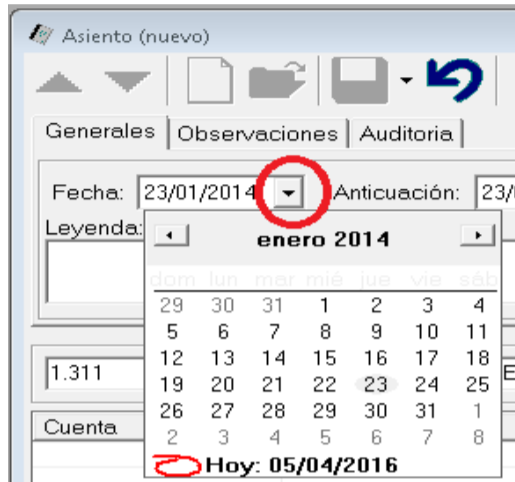 Asiento (nuevo)
Generales Observaciones Auditoria
Fecha: 23/01/2014 Anticuación: 23/
Leyenda:
enero 2014
dom lun mar mié jue vie sáb
29 30 31 1 2 3 4
5 6 7 8 9 10 11
12 13 14 15 16 17 18
1.311 E
19 20 21 22 23 24 25
26 27 28 29 30 31 1
Cuenta
2 3 4 5 6 7 8
Hoy: 05/04/2016